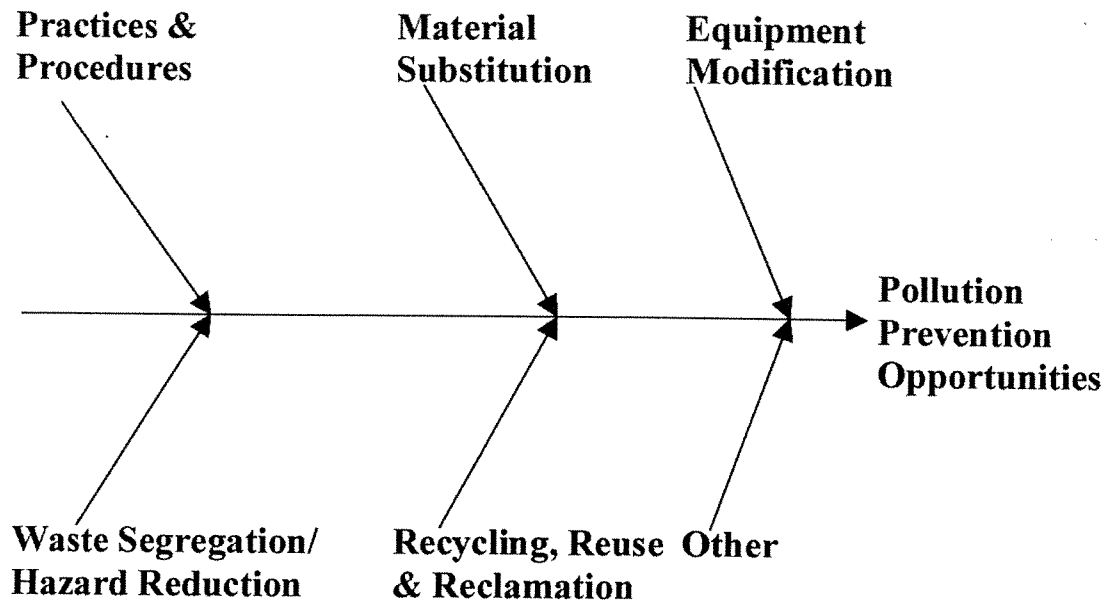 Practices &
Procedures
Material
Substitution
Equipment
Modification
Pollution
Prevention
Opportunities
Waste Segregation/
Hazard Reduction
Recycling, Reuse
& Reclamation
Other